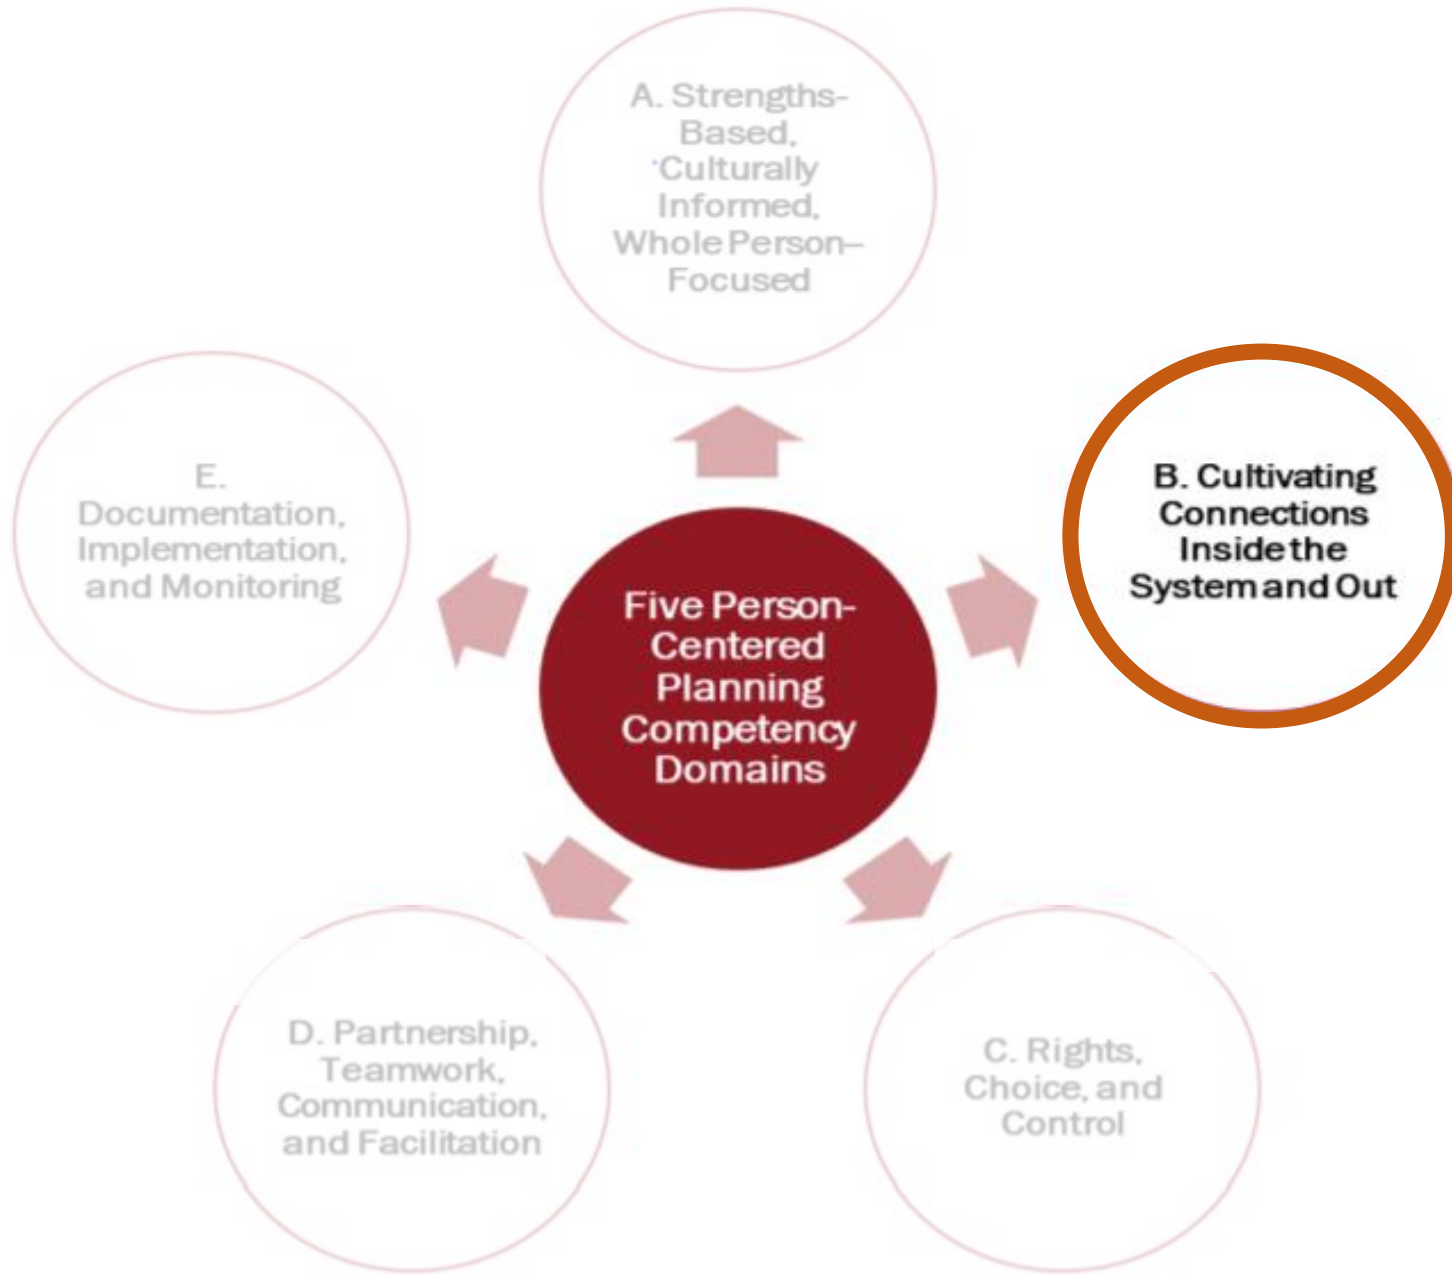 A. Strengths-
Based,
Culturally
Informed,
Whole Person–
Focused
B. Cultivating
Connections
Inside the
System and Out
C. Rights,
Choice, and
Control
D. Partnership,
Teamwork,
Communication,
and Facilitation
E.
Documentation,
Implementation,
and Monitoring
Five Person-
Centered
Planning
Competency
Domains